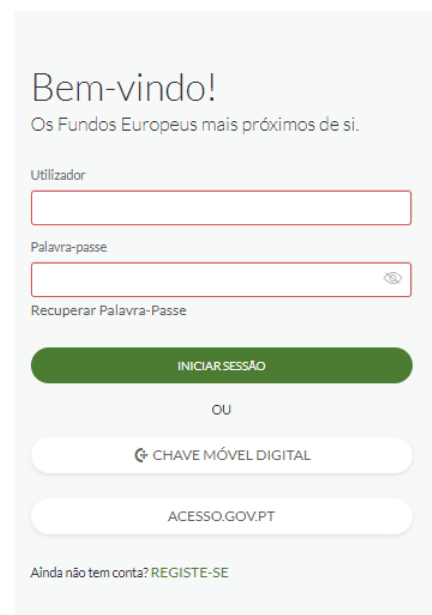 Bem-vindo!
Os Fundos Europeus mais próximos de si.
Utilizador
Palavra-passe
Recuperar Palavra-Passe
INICIAR SESSÃO
OU
CHAVE MÓVEL DIGITAL
ACESSO.GOV.PT
Ainda não tem conta? REGISTE-SE